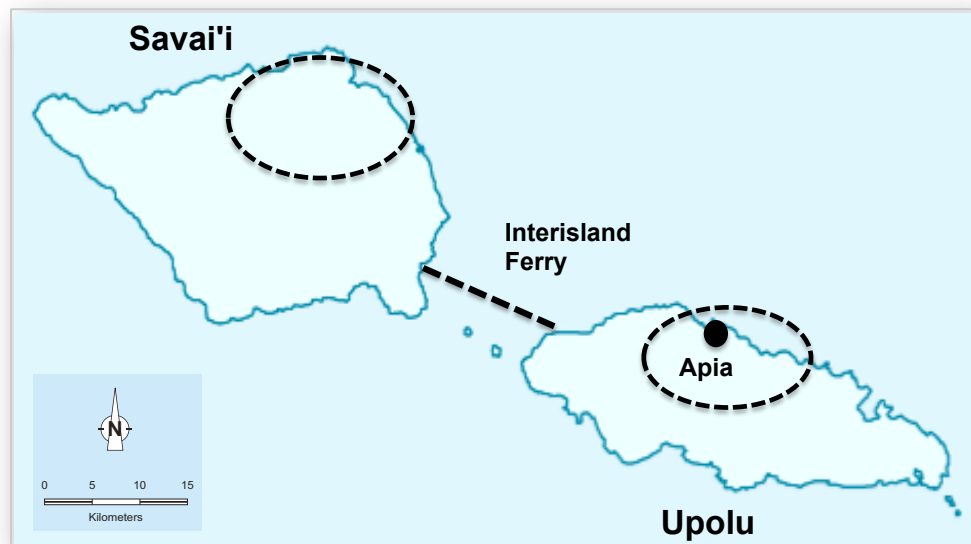 Savai'i
Interisland
Ferry
Apia
N
0 5 10 15
Kilometers
Upolu